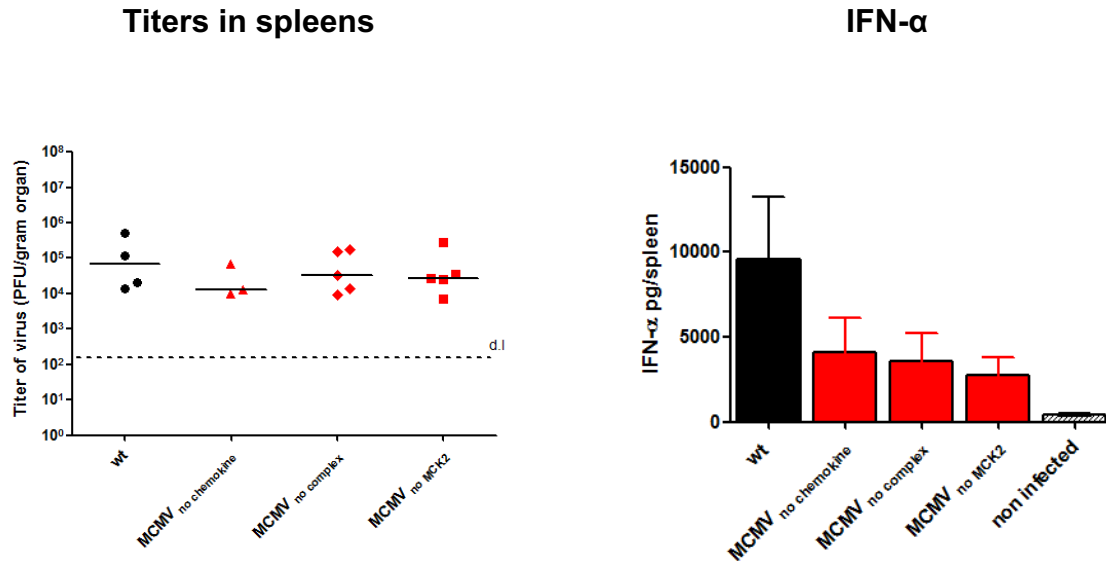 Titers in spleens
IFN-α
Titer of virus (PFU/gram organ)
10⁸
10⁷
10⁶
10⁵
10⁴
10³
10²
10¹
10⁰
d.l
wt
MCMV no chemokine
MCMV no complex
MCMV no MCK2
IFN-α pg/spleen
15000
10000
5000
0
wt
MCMV no chemokine
MCMV no complex
MCMV no MCK2
non infected